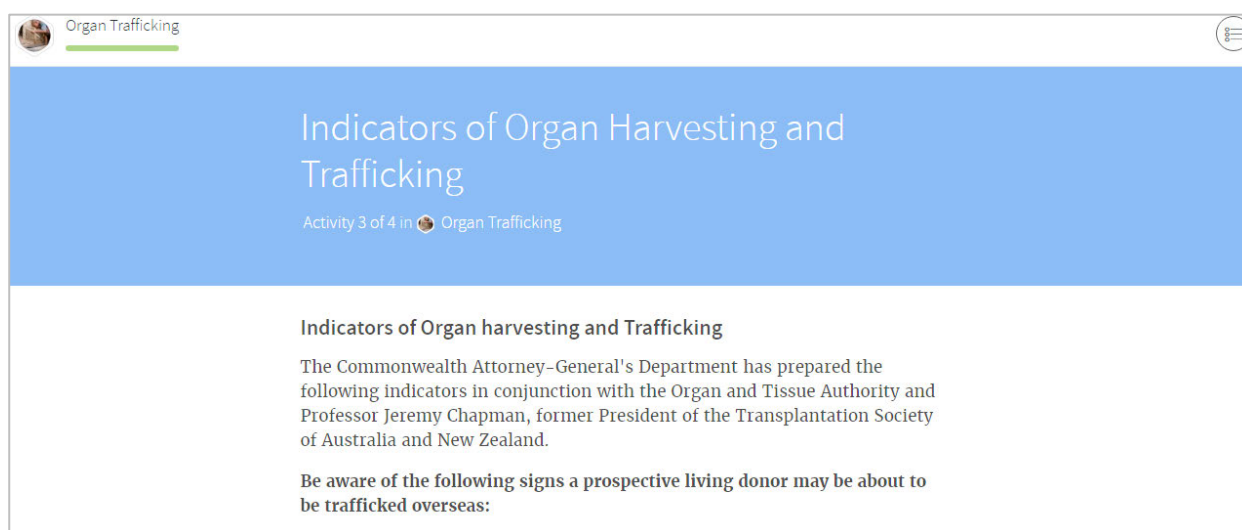 Organ Trafficking
Indicators of Organ Harvesting and
Trafficking
Activity 3 of 4 in Organ Trafficking
Indicators of Organ harvesting and Trafficking
The Commonwealth Attorney-General's Department has prepared the
following indicators in conjunction with the Organ and Tissue Authority and
Professor Jeremy Chapman, former President of the Transplantation Society
of Australia and New Zealand.
Be aware of the following signs a prospective living donor may be about to
be trafficked overseas: